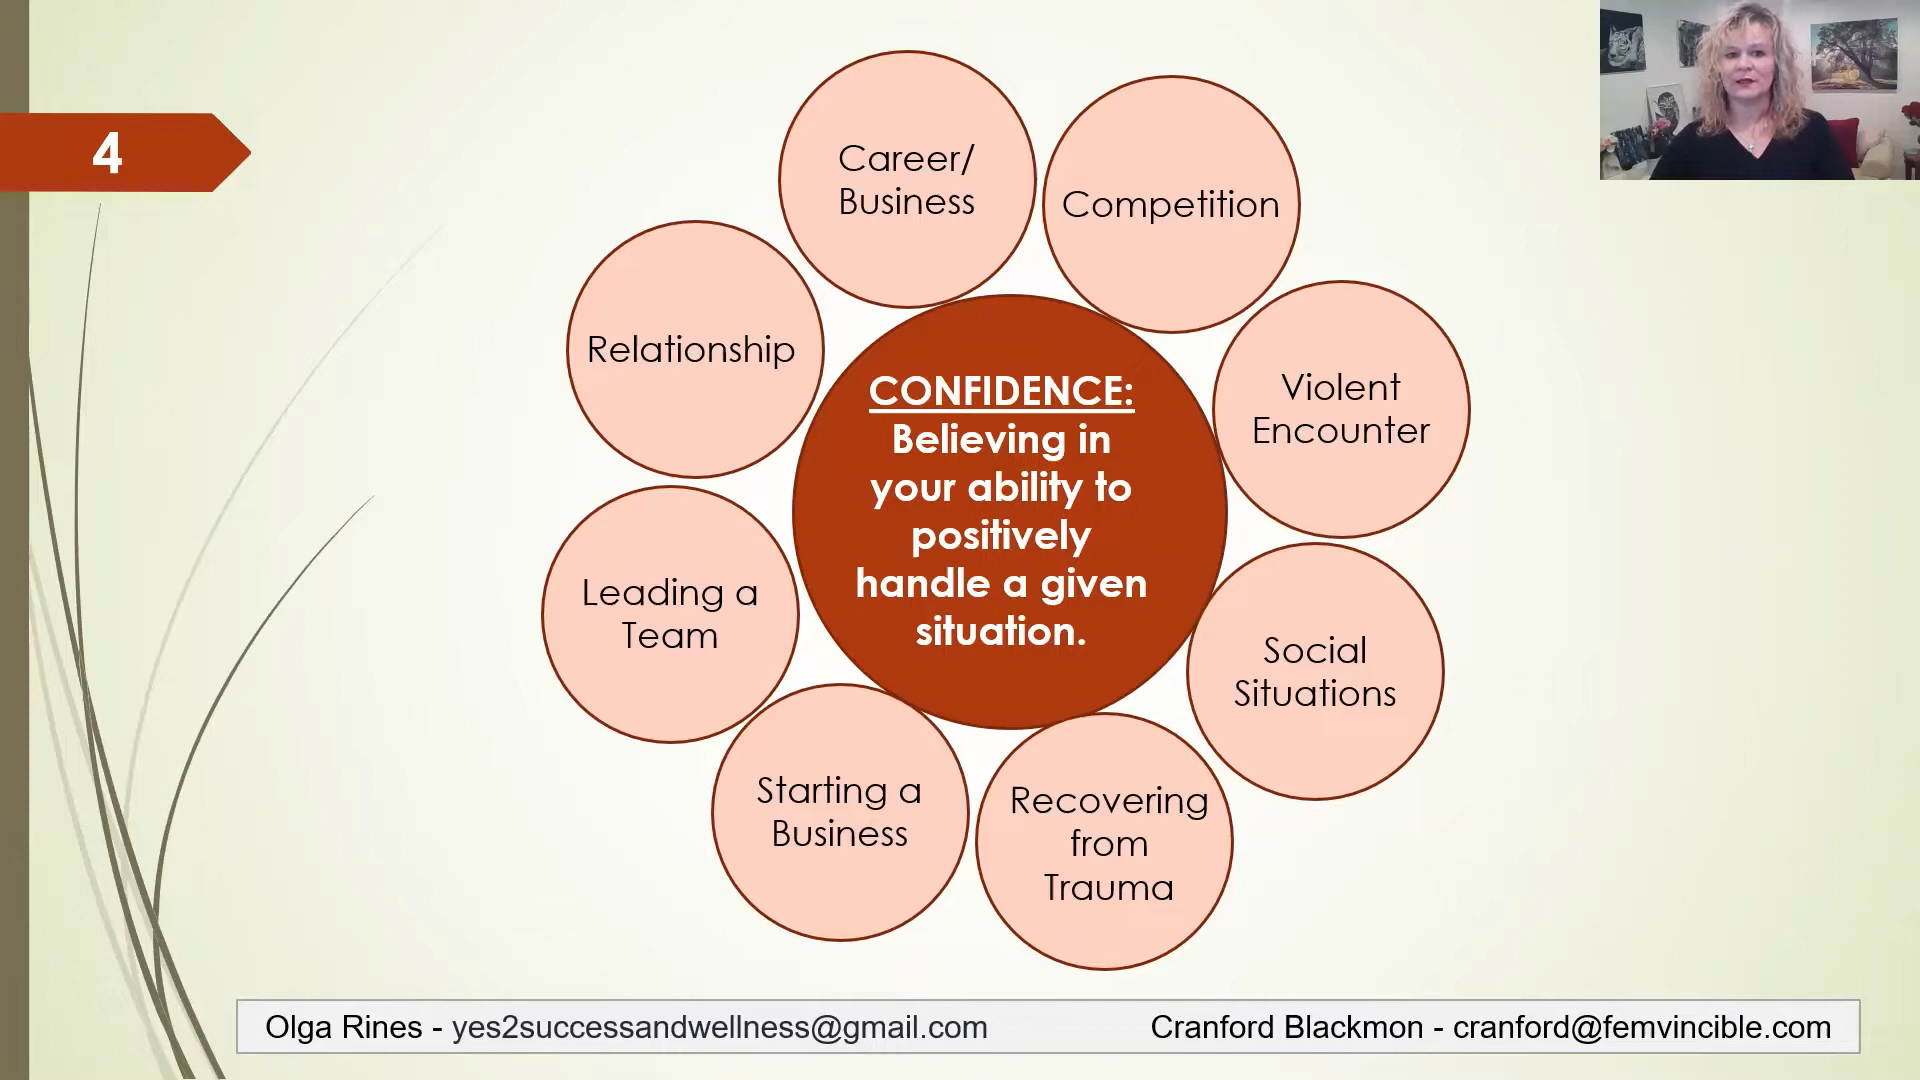 4
Career/
Business
Competition
Relationship
Violent
Encounter
CONFIDENCE:
Believing in
your ability to
positively
handle a given
situation.
Leading a
Team
Social
Situations
Starting a
Business
Recovering
from
Trauma
Olga Rines - yes2successandwellness@gmail.com
Cranford Blackmon - cranford@femvincible.com